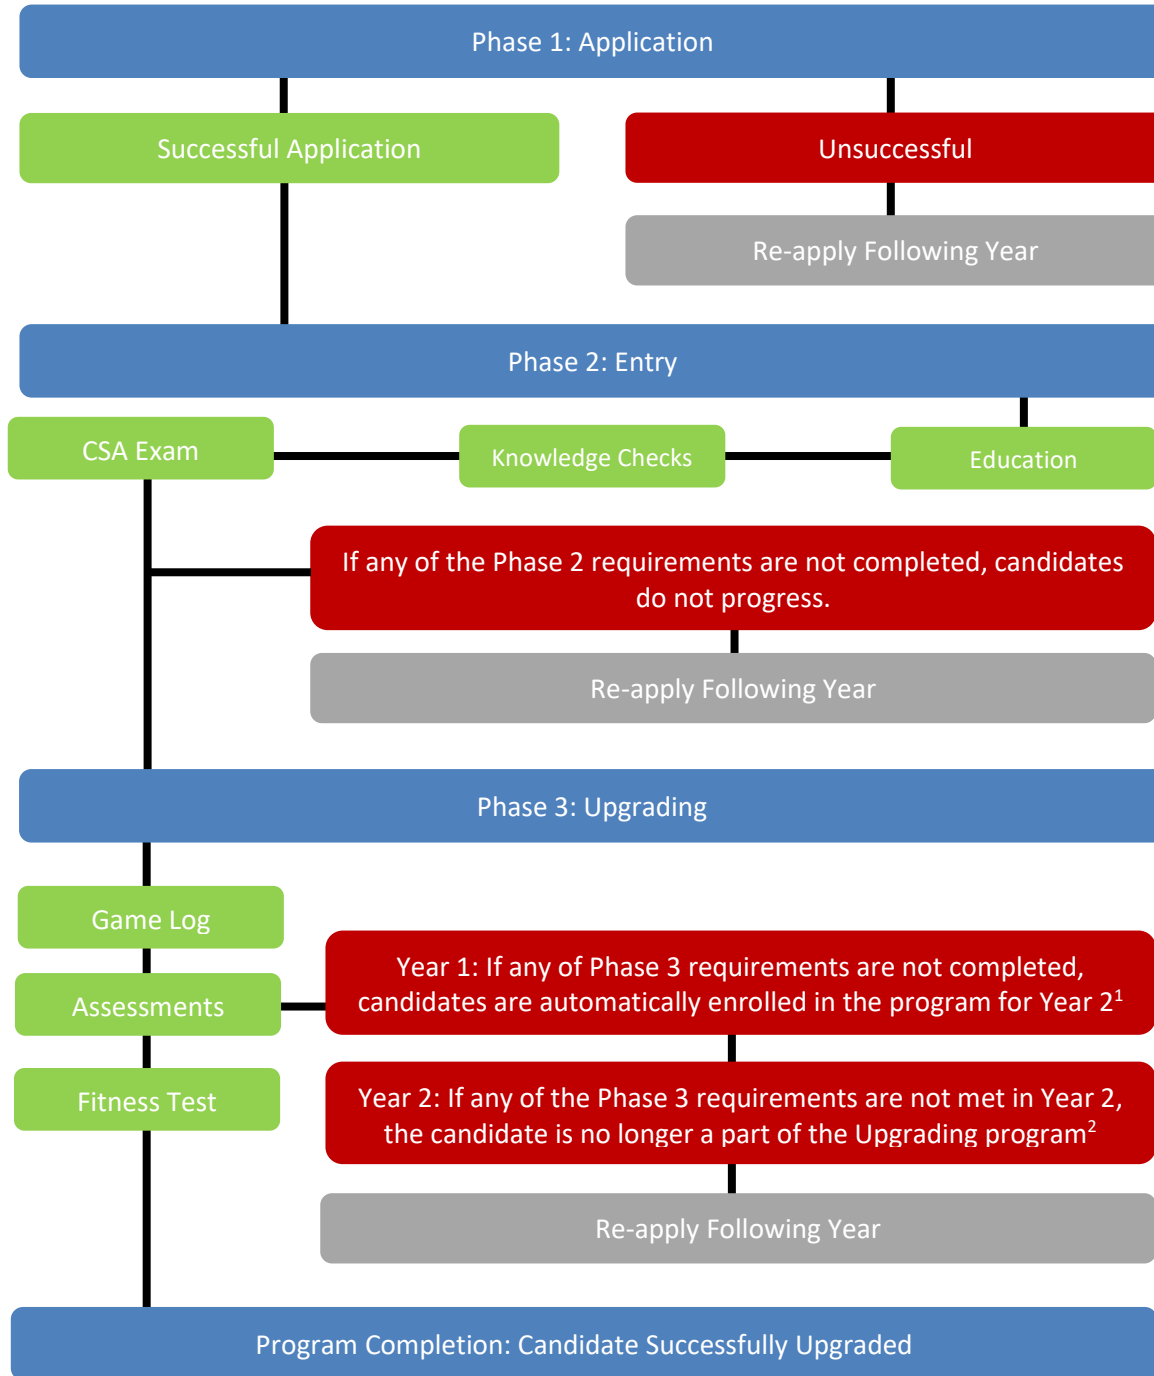 Phase 1: Application
Successful Application
Unsuccessful
Re-apply Following Year
Phase 2: Entry
CSA Exam
Knowledge Checks
Education
If any of the Phase 2 requirements are not completed, candidates
do not progress.
Re-apply Following Year
Phase 3: Upgrading
Game Log
Assessments
Fitness Test
Year 1: If any of Phase 3 requirements are not completed,
candidates are automatically enrolled in the program for Year 2¹
Year 2: If any of the Phase 3 requirements are not met in Year 2,
the candidate is no longer a part of the Upgrading program²
Re-apply Following Year
Program Completion: Candidate Successfully Upgraded